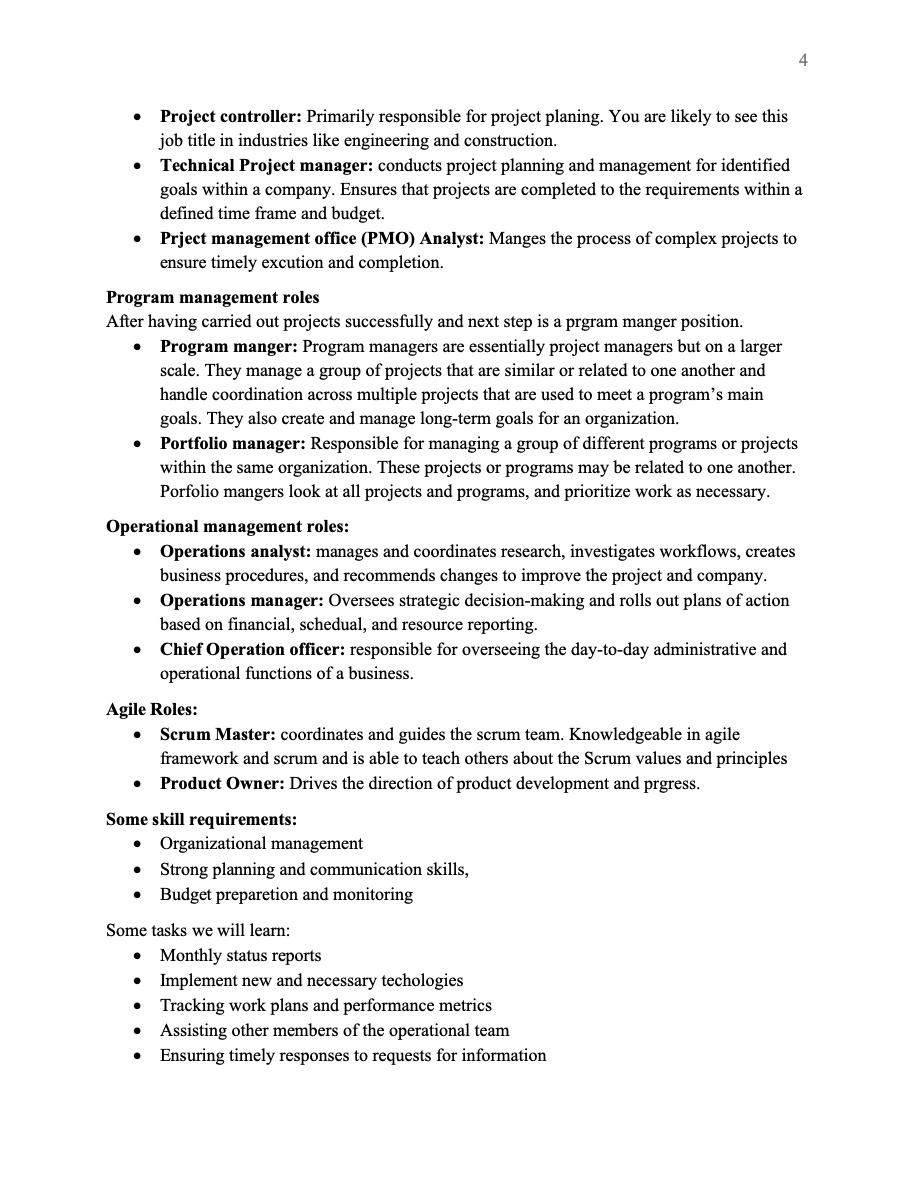 4
• Project controller: Primarily responsible for project planing. You are likely to see this
job title in industries like engineering and construction.
• Technical Project manager: conducts project planning and management for identified
goals within a company. Ensures that projects are completed to the requirements within a
defined time frame and budget.
• Prject management office (PMO) Analyst: Manges the process of complex projects to
ensure timely excution and completion.
Program management roles
After having carried out projects successfully and next step is a prgram manger position.
• Program manger: Program managers are essentially project managers but on a larger
scale. They manage a group of projects that are similar or related to one another and
handle coordination across multiple projects that are used to meet a program’s main
goals. They also create and manage long-term goals for an organization.
• Portfolio manager: Responsible for managing a group of different programs or projects
within the same organization. These projects or programs may be related to one another.
Porfolio mangers look at all projects and programs, and prioritize work as necessary.
Operational management roles:
• Operations analyst: manages and coordinates research, investigates workflows, creates
business procedures, and recommends changes to improve the project and company.
• Operations manager: Oversees strategic decision-making and rolls out plans of action
based on financial, schedual, and resource reporting.
• Chief Operation officer: responsible for overseeing the day-to-day administrative and
operational functions of a business.
Agile Roles:
• Scrum Master: coordinates and guides the scrum team. Knowledgeable in agile
framework and scrum and is able to teach others about the Scrum values and principles
• Product Owner: Drives the direction of product development and prgress.
Some skill requirements:
• Organizational management
• Strong planning and communication skills,
• Budget preparetion and monitoring
Some tasks we will learn:
• Monthly status reports
• Implement new and necessary techologies
• Tracking work plans and performance metrics
• Assisting other members of the operational team
• Ensuring timely responses to requests for information